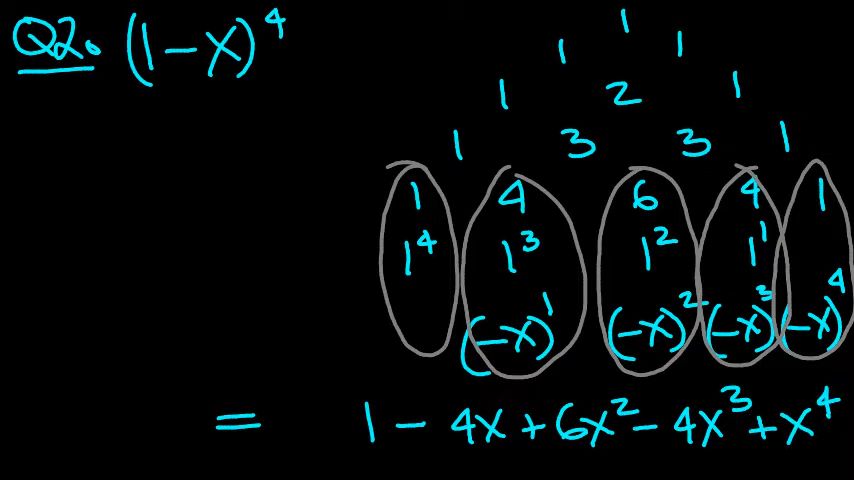 Q2. (1-x)⁴
1
1 1
1 2 1
1 3 3 1
1 4 6 4 1
1⁴ 1³ 1² 1¹
(-x)¹ (-x)² (-x)³ (-x)⁴
= 1 - 4x + 6x² - 4x³ + x⁴